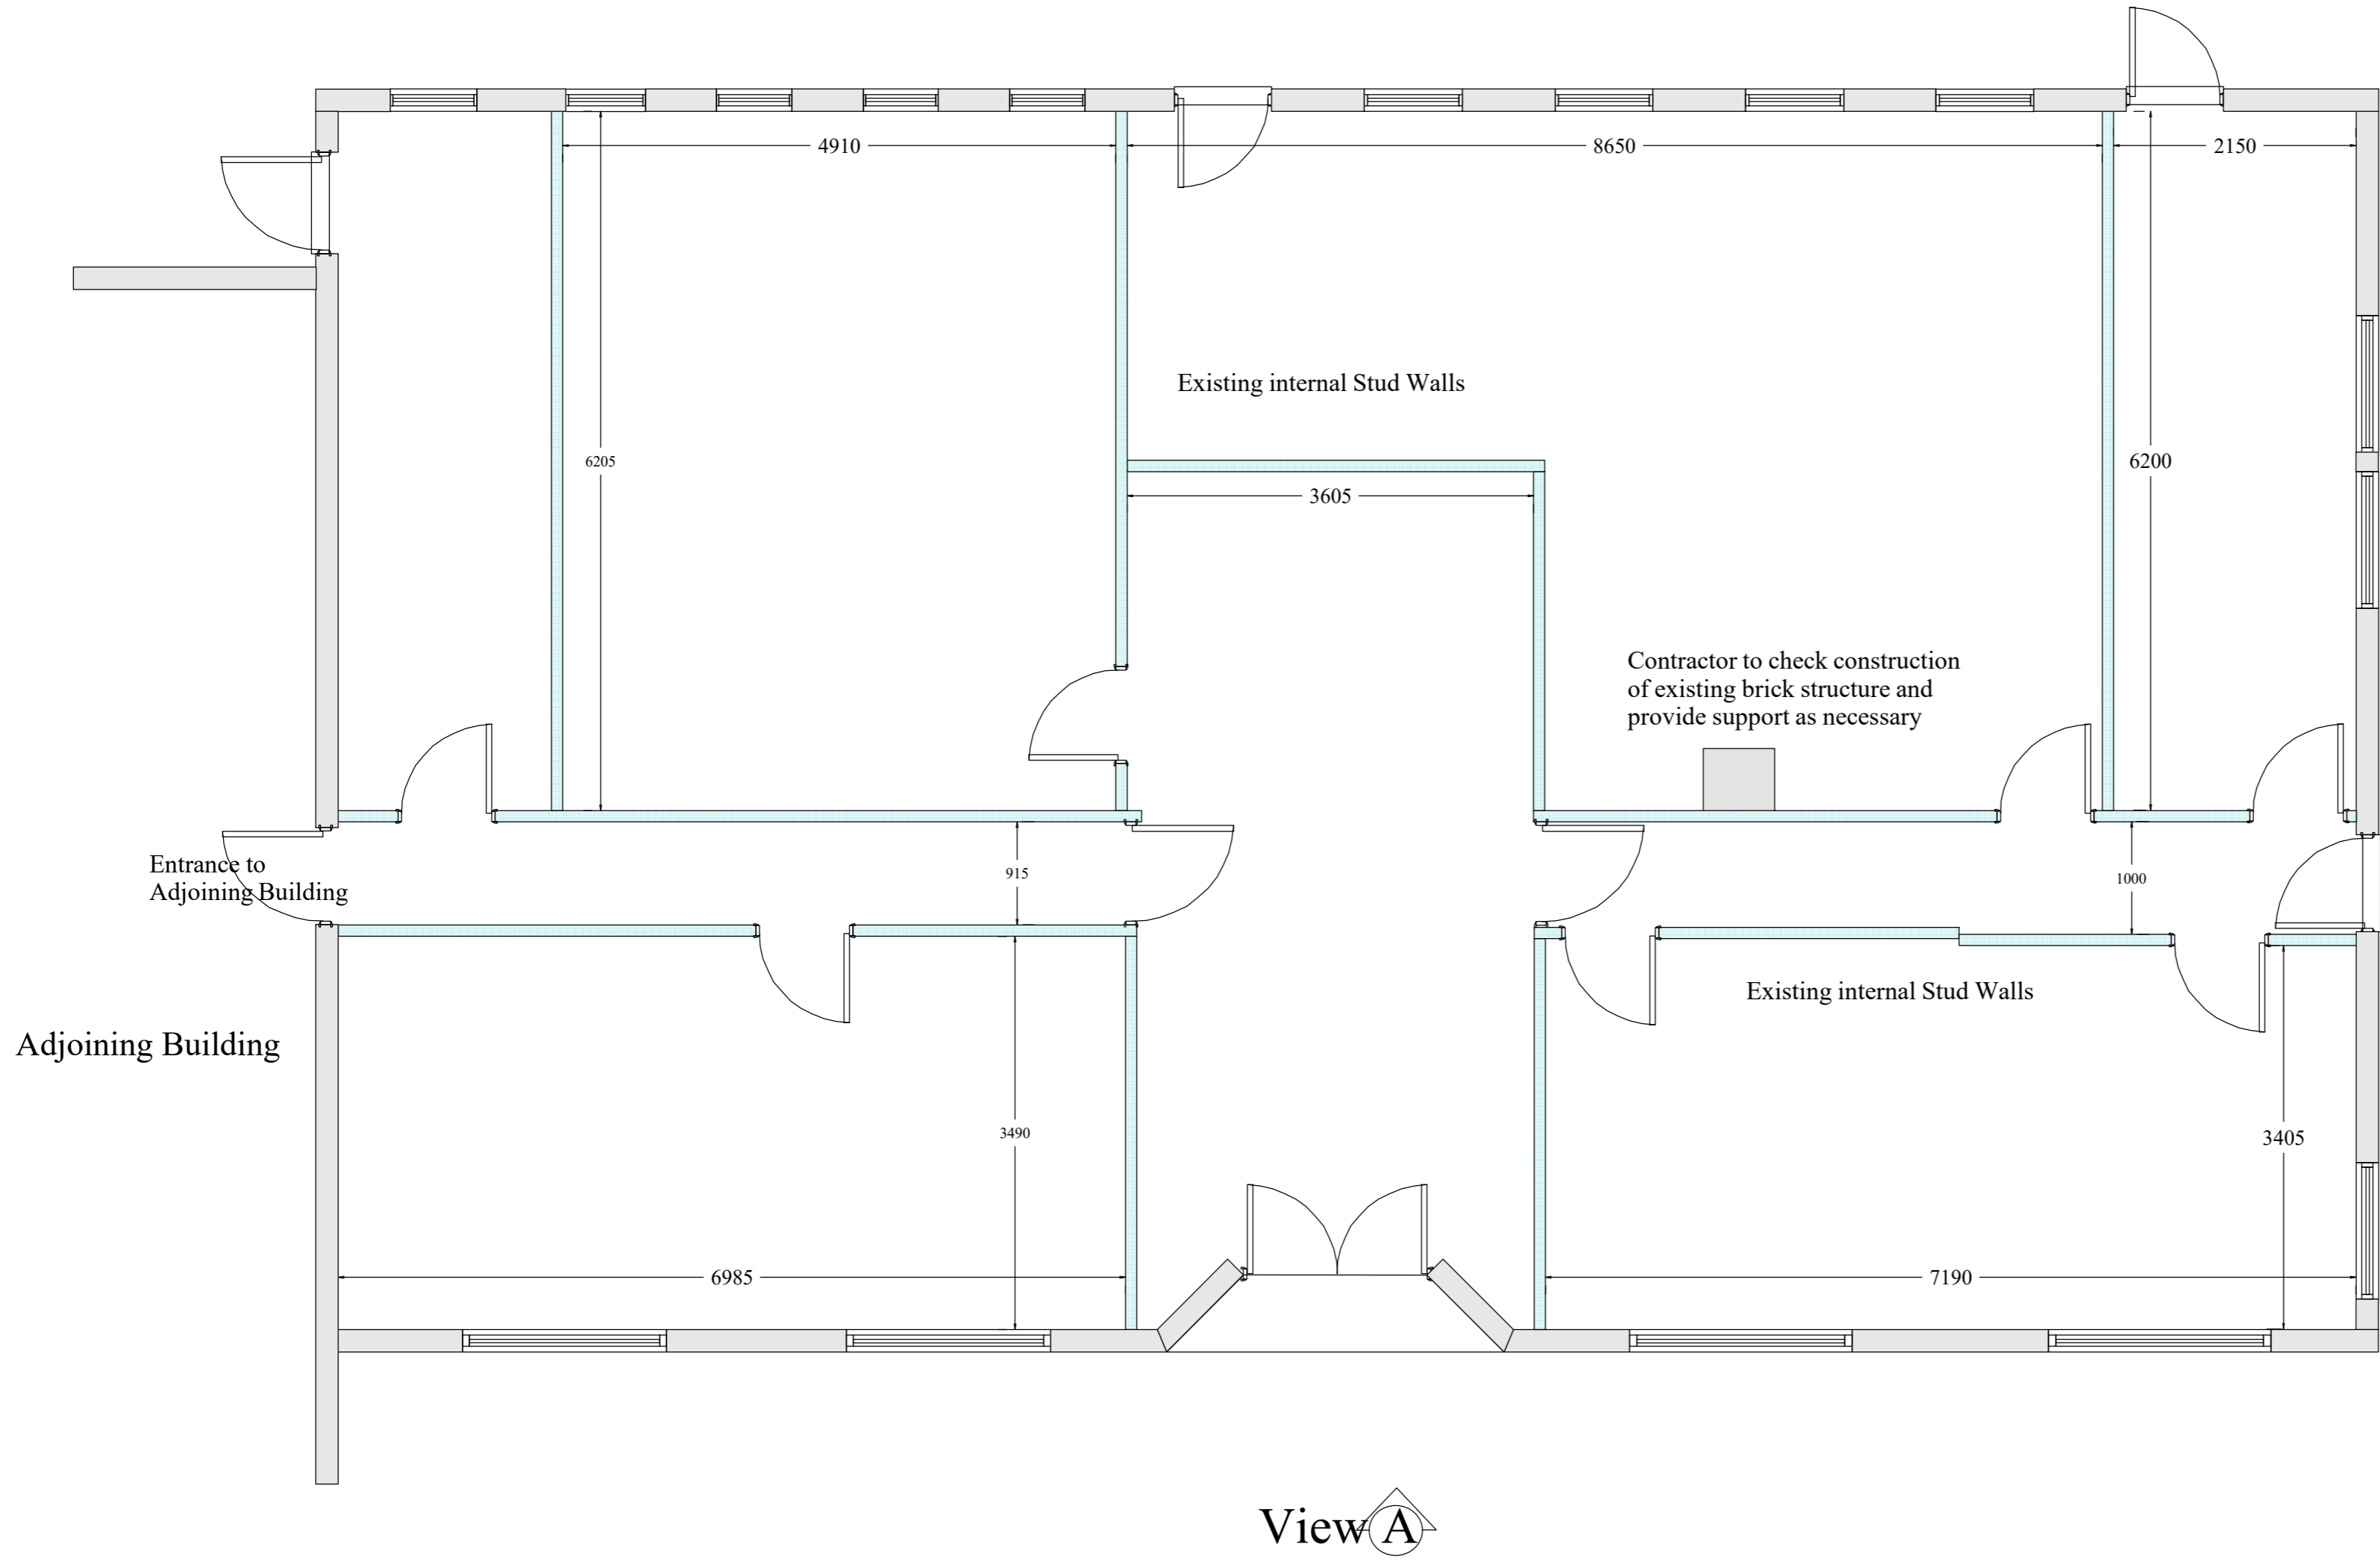 4910
8650
2150
Existing internal Stud Walls
6205
6200
3605
Contractor to check construction
of existing brick structure and
provide support as necessary
Entrance to
Adjoining Building
915
1000
Existing internal Stud Walls
Adjoining Building
3490
3405
6985
7190
View A